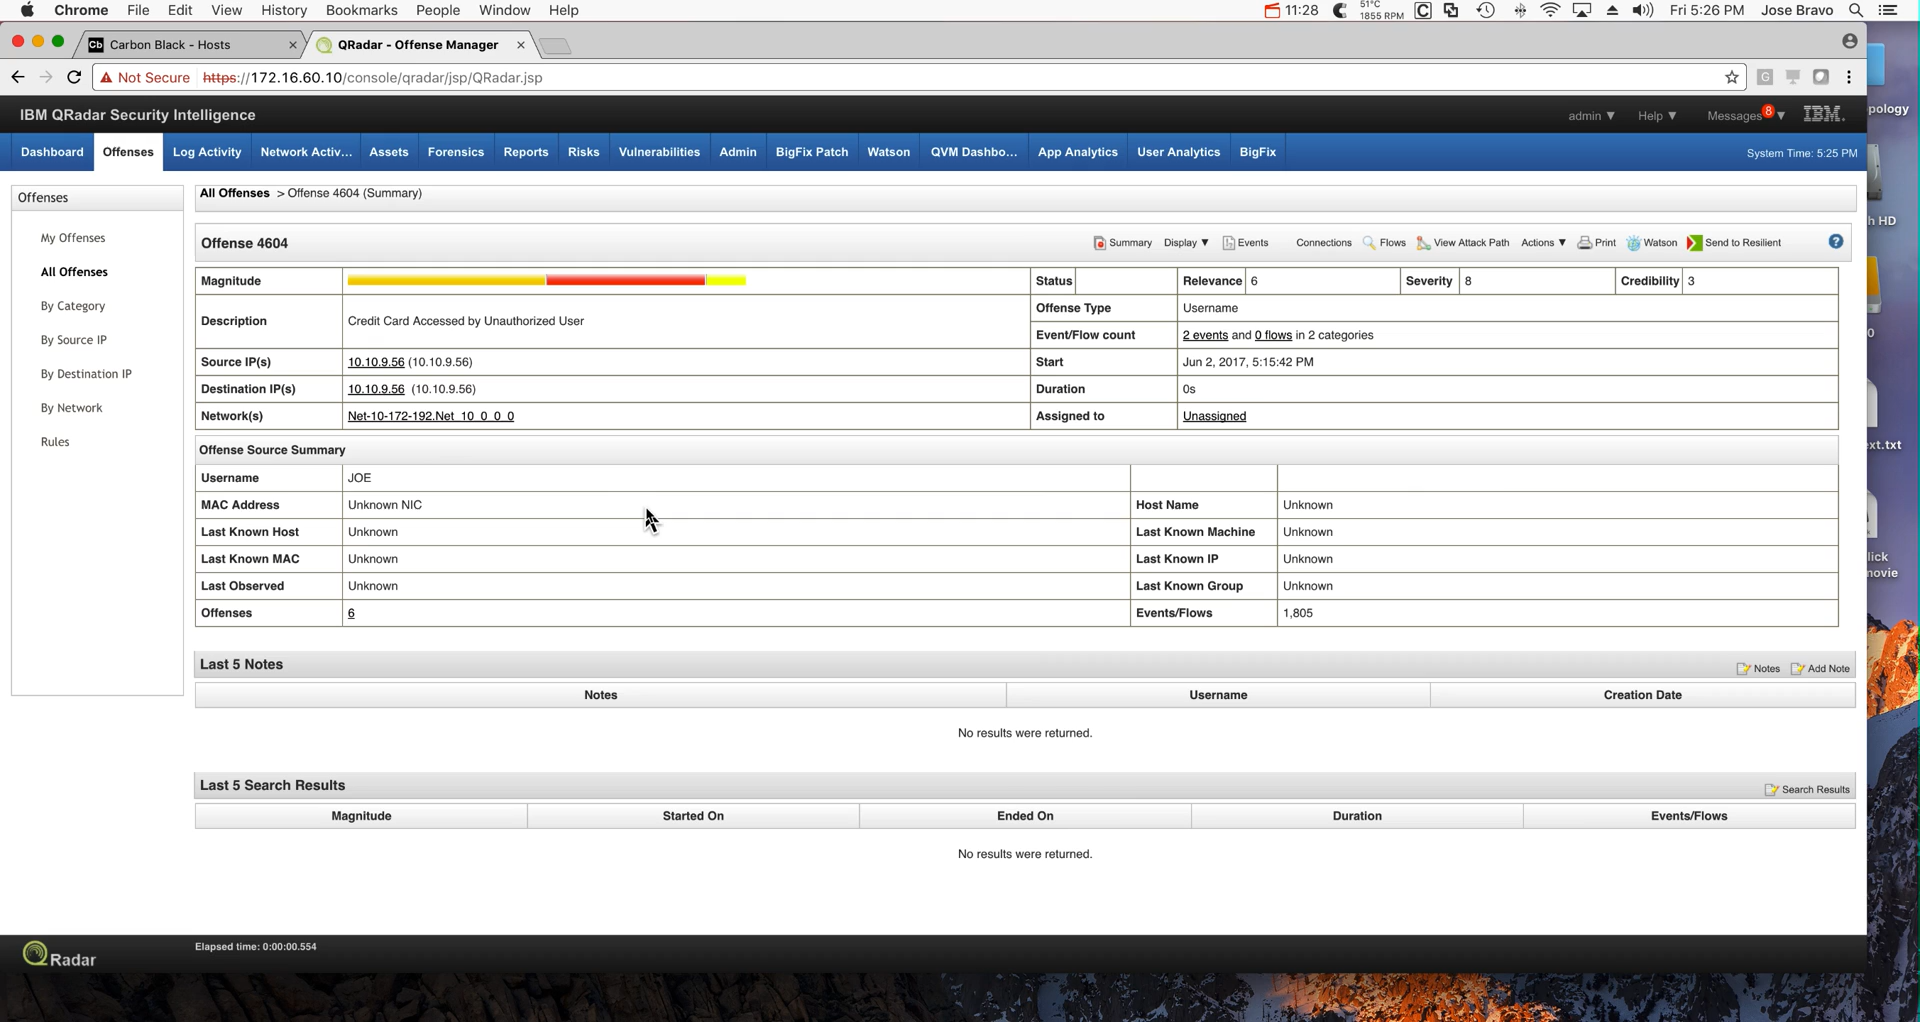 Chrome File Edit View History Bookmarks People Window Help 11:28 51°C 1855 RPM Fri 5:26 PM Jose Bravo
Cb Carbon Black - Hosts × QRadar - Offense Manager ×
Not Secure https://172.16.60.10/console/qradar/jsp/QRadar.jsp
IBM QRadar Security Intelligence admin ▼ Help ▼ Messages 8 ▼ IBM.
Dashboard Offenses Log Activity Network Activ... Assets Forensics Reports Risks Vulnerabilities Admin BigFix Patch Watson QVM Dashbo... App Analytics User Analytics BigFix System Time: 5:25 PM
Offenses
My Offenses
All Offenses
By Category
By Source IP
By Destination IP
By Network
Rules
All Offenses > Offense 4604 (Summary)
Offense 4604 Summary Display ▼ Events Connections Flows View Attack Path Actions ▼ Print Watson Send to Resilient ?
Magnitude Status Relevance 6 Severity 8 Credibility 3
Description Credit Card Accessed by Unauthorized User
Offense Type Username
Event/Flow count 2 events and 0 flows in 2 categories
Source IP(s) 10.10.9.56 (10.10.9.56) Start Jun 2, 2017, 5:15:42 PM
Destination IP(s) 10.10.9.56 (10.10.9.56) Duration 0s
Network(s) Net-10-172-192.Net_10_0_0_0 Assigned to Unassigned
Offense Source Summary
Username JOE
MAC Address Unknown NIC Host Name Unknown
Last Known Host Unknown Last Known Machine Unknown
Last Known MAC Unknown Last Known IP Unknown
Last Observed Unknown Last Known Group Unknown
Offenses 6 Events/Flows 1,805
Last 5 Notes Notes Add Note
Notes Username Creation Date
No results were returned.
Last 5 Search Results Search Results
Magnitude Started On Ended On Duration Events/Flows
No results were returned.
QRadar Elapsed time: 0:00:00.554
pology
h HD
0
xt.txt
lick
movie